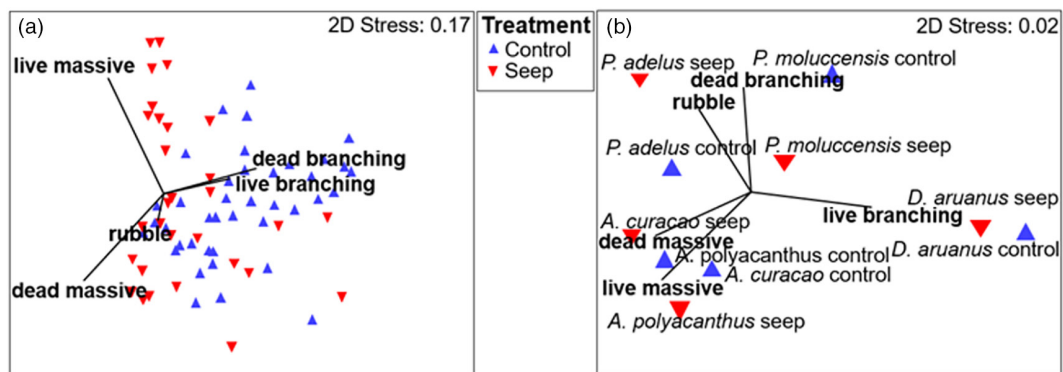 (a)
2D Stress: 0.17
live massive
dead branching
live branching
rubble
dead massive
Treatment
Control
Seep
(b)
2D Stress: 0.02
P. adelus seep
P. moluccensis control
dead branching
rubble
P. adelus control
P. moluccensis seep
D. aruanus seep
live branching
A. curacao seep
D. aruanus control
dead massive
A. polyacanthus control
A. curacao control
live massive
A. polyacanthus seep